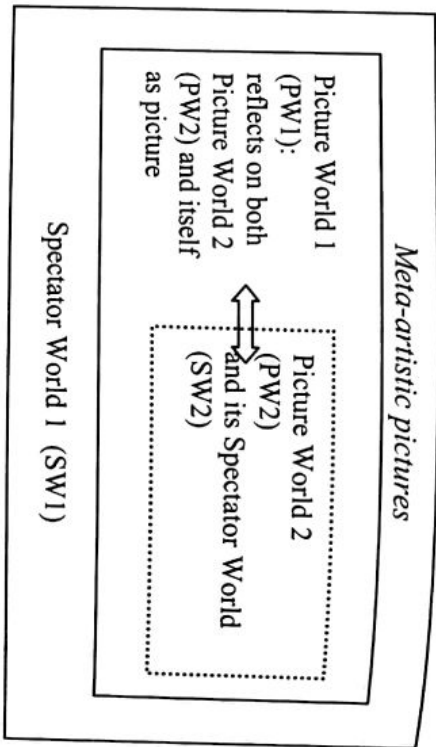 Meta-artistic pictures
Picture World 1
(PW1):
reflects on both
Picture World 2
(PW2) and itself
as picture
Picture World 2
(PW2)
and its Spectator World
(SW2)
Spectator World 1 (SW1)